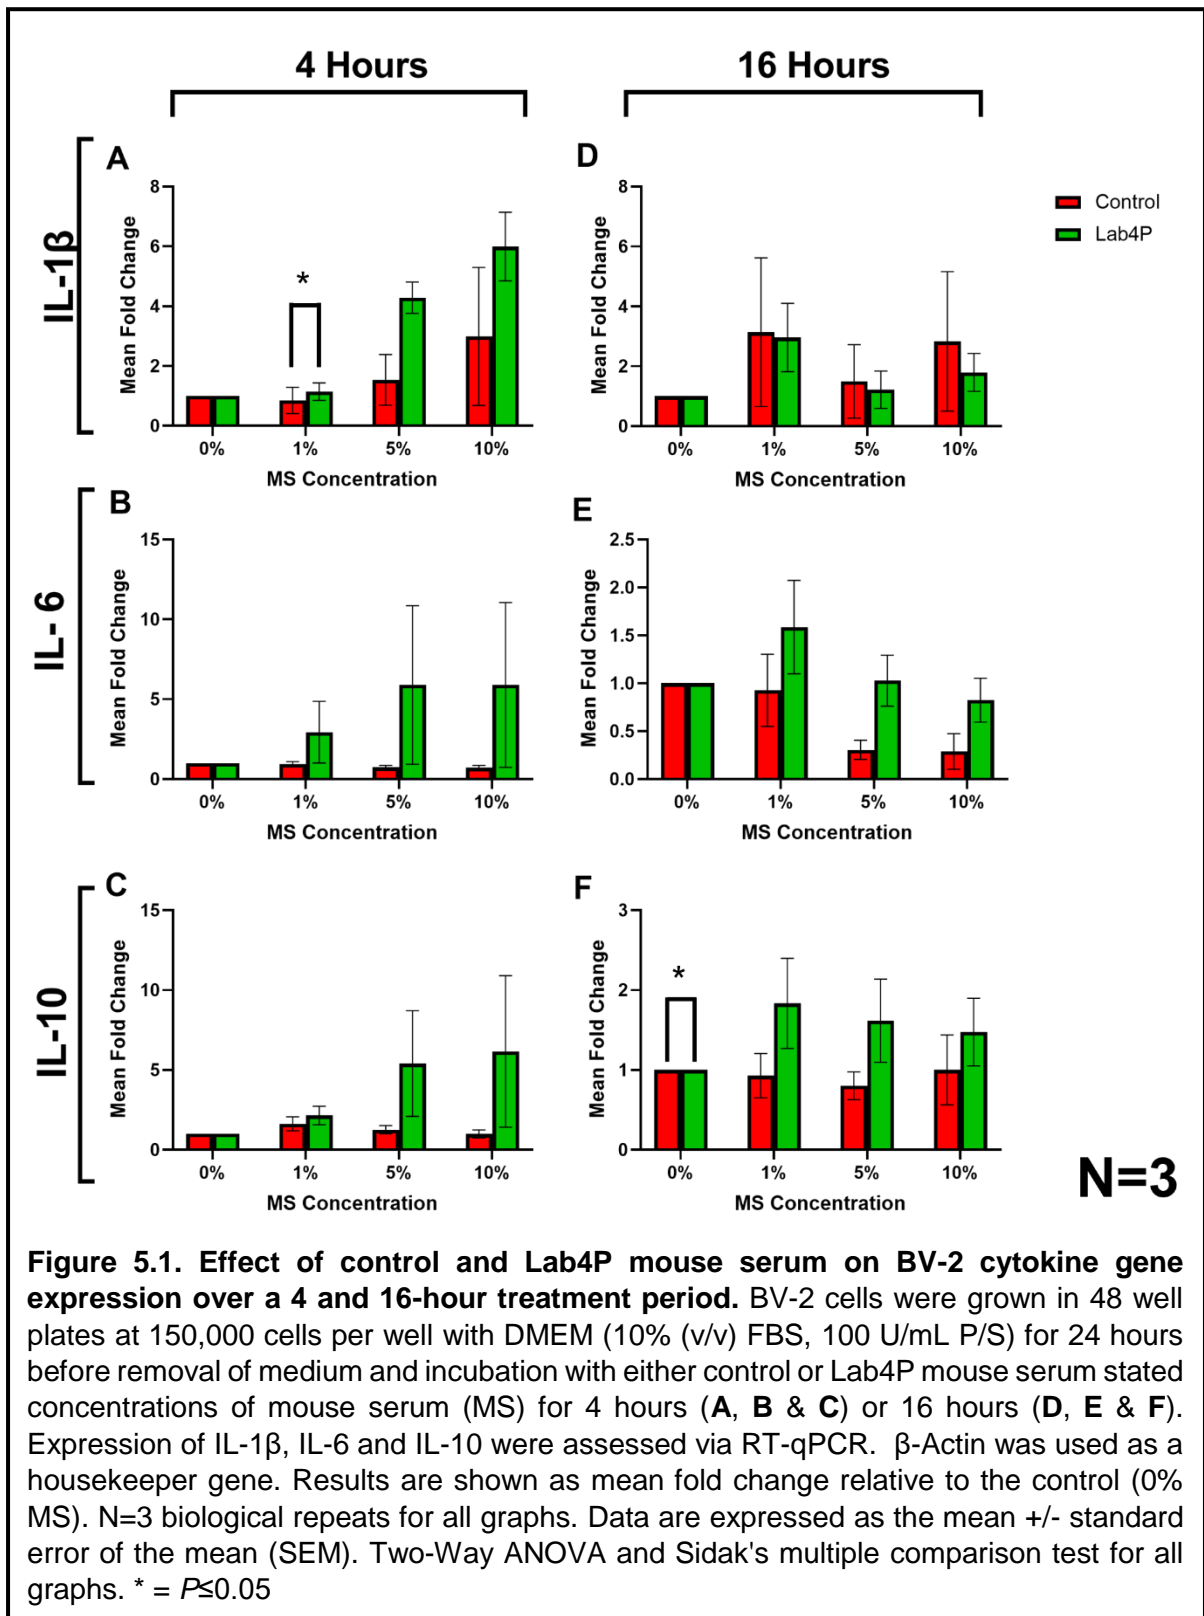 4 Hours
16 Hours
IL-1β
A
Mean Fold Change
8
6
4
2
0
*
0%
1%
5%
10%
MS Concentration
D
Mean Fold Change
8
6
4
2
0
0%
1%
5%
10%
MS Concentration
Control
Lab4P
IL- 6
B
Mean Fold Change
15
10
5
0
0%
1%
5%
10%
MS Concentration
E
Mean Fold Change
2.5
2.0
1.5
1.0
0.5
0.0
0%
1%
5%
10%
MS Concentration
IL-10
C
Mean Fold Change
15
10
5
0
0%
1%
5%
10%
MS Concentration
F
Mean Fold Change
3
2
1
0
*
0%
1%
5%
10%
MS Concentration
N=3
Figure 5.1. Effect of control and Lab4P mouse serum on BV-2 cytokine gene
expression over a 4 and 16-hour treatment period. BV-2 cells were grown in 48 well
plates at 150,000 cells per well with DMEM (10% (v/v) FBS, 100 U/mL P/S) for 24 hours
before removal of medium and incubation with either control or Lab4P mouse serum stated
concentrations of mouse serum (MS) for 4 hours (A, B & C) or 16 hours (D, E & F).
Expression of IL-1β, IL-6 and IL-10 were assessed via RT-qPCR. β-Actin was used as a
housekeeper gene. Results are shown as mean fold change relative to the control (0%
MS). N=3 biological repeats for all graphs. Data are expressed as the mean +/- standard
error of the mean (SEM). Two-Way ANOVA and Sidak's multiple comparison test for all
graphs. * = P≤0.05